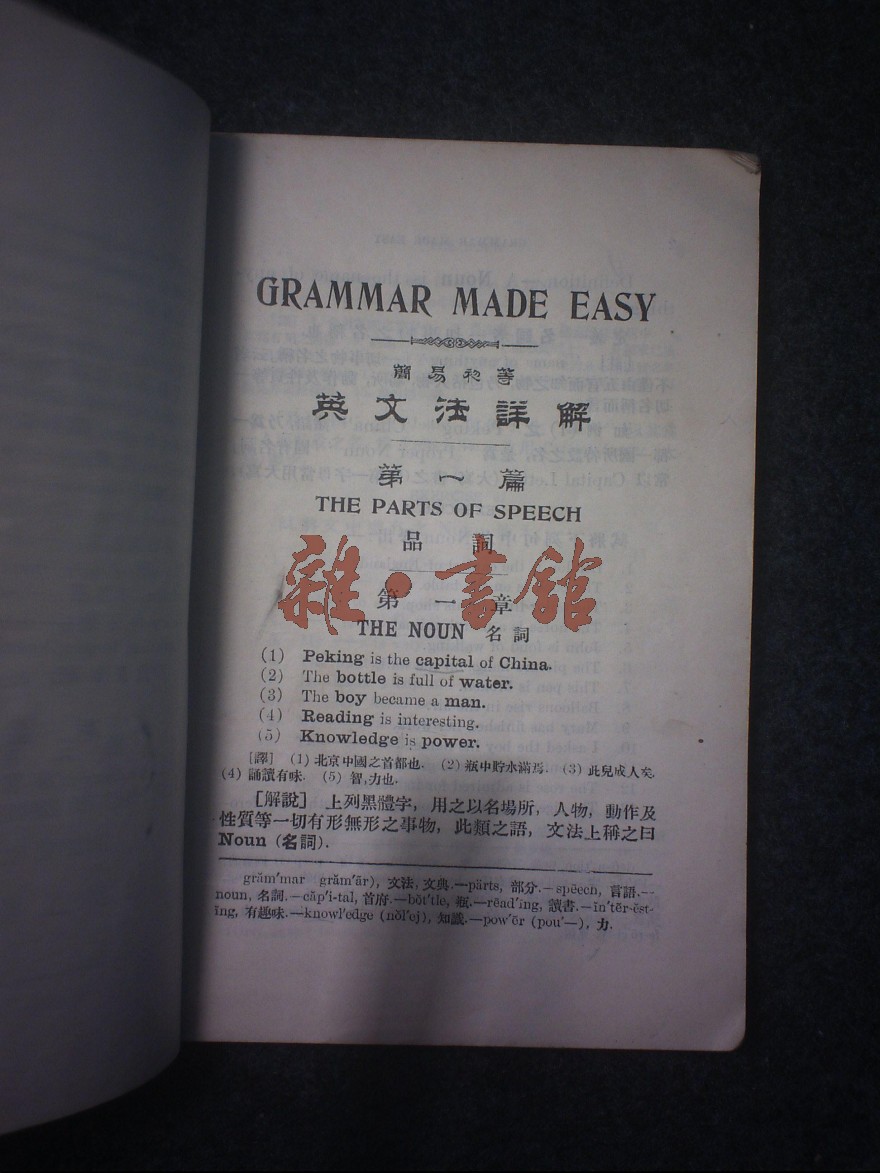 GRAMMAR MADE EASY
簡易初等
英文法詳解
第一篇
THE PARTS OF SPEECH
品詞
雜·書館
第一章
THE NOUN 名詞
(1) Peking is the capital of China.
(2) The bottle is full of water.
(3) The boy became a man.
(4) Reading is interesting.
(5) Knowledge is power.
[譯] (1) 北京中國之首都也. (2) 瓶中貯水滿焉. (3) 此兒成人矣.
(4) 誦讀有味. (5) 智,力也.
[解說] 上列黑體字, 用之以名場所, 人物, 動作及
性質等一切有形無形之事物, 此類之語, 文法上稱之曰
Noun (名詞).
grăm'mar grăm'ãr), 文法, 文典.—pärts, 部分.—speech, 言語.—
noun, 名詞.—căp'i-tal, 首府.—bŏt'tle, 瓶.—rēad'ing, 讀書.—ĭn'tẽr-ĕst-
ing, 有趣味.—knowl'edge (nŏl'ej), 知識.—pow'ẽr (pou'—), 力.